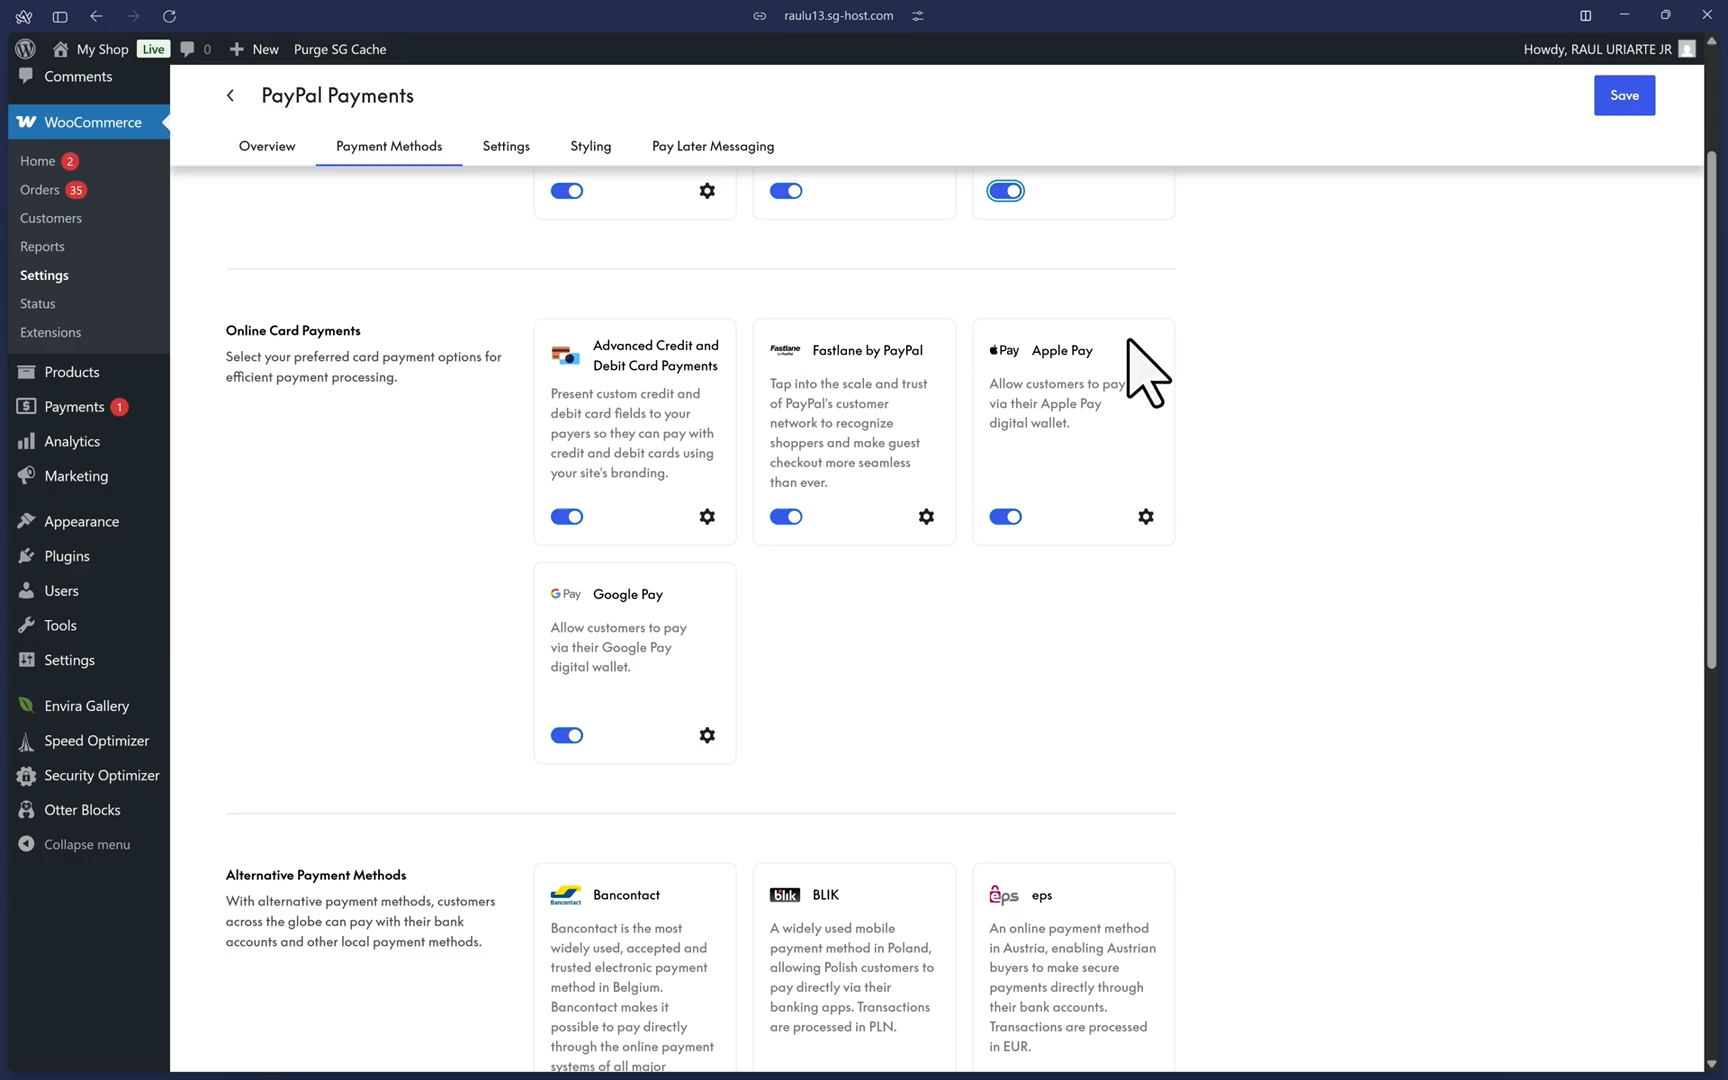 raulu13.sg-host.com
My Shop Live 0 New Purge SG Cache
Howdy, RAUL URIARTE JR
Comments
WooCommerce
Home 2
Orders 35
Customers
Reports
Settings
Status
Extensions
Products
Payments 1
Analytics
Marketing
Appearance
Plugins
Users
Tools
Settings
Envira Gallery
Speed Optimizer
Security Optimizer
Otter Blocks
Collapse menu
PayPal Payments
Save
Overview Payment Methods Settings Styling Pay Later Messaging
Online Card Payments
Select your preferred card payment options for
efficient payment processing.
Advanced Credit and
Debit Card Payments
Present custom credit and
debit card fields to your
payers so they can pay with
credit and debit cards using
your site's branding.
Fastlane by PayPal
Fastlane by PayPal
Tap into the scale and trust
of PayPal's customer
network to recognize
shoppers and make guest
checkout more seamless
than ever.
Pay Apple Pay
Allow customers to pay
via their Apple Pay
digital wallet.
G Pay Google Pay
Allow customers to pay
via their Google Pay
digital wallet.
Alternative Payment Methods
With alternative payment methods, customers
across the globe can pay with their bank
accounts and other local payment methods.
Bancontact Bancontact
Bancontact is the most
widely used, accepted and
trusted electronic payment
method in Belgium.
Bancontact makes it
possible to pay directly
through the online payment
systems of all major
blik BLIK
A widely used mobile
payment method in Poland,
allowing Polish customers to
pay directly via their
banking apps. Transactions
are processed in PLN.
eps eps
An online payment method
in Austria, enabling Austrian
buyers to make secure
payments directly through
their bank accounts.
Transactions are processed
in EUR.